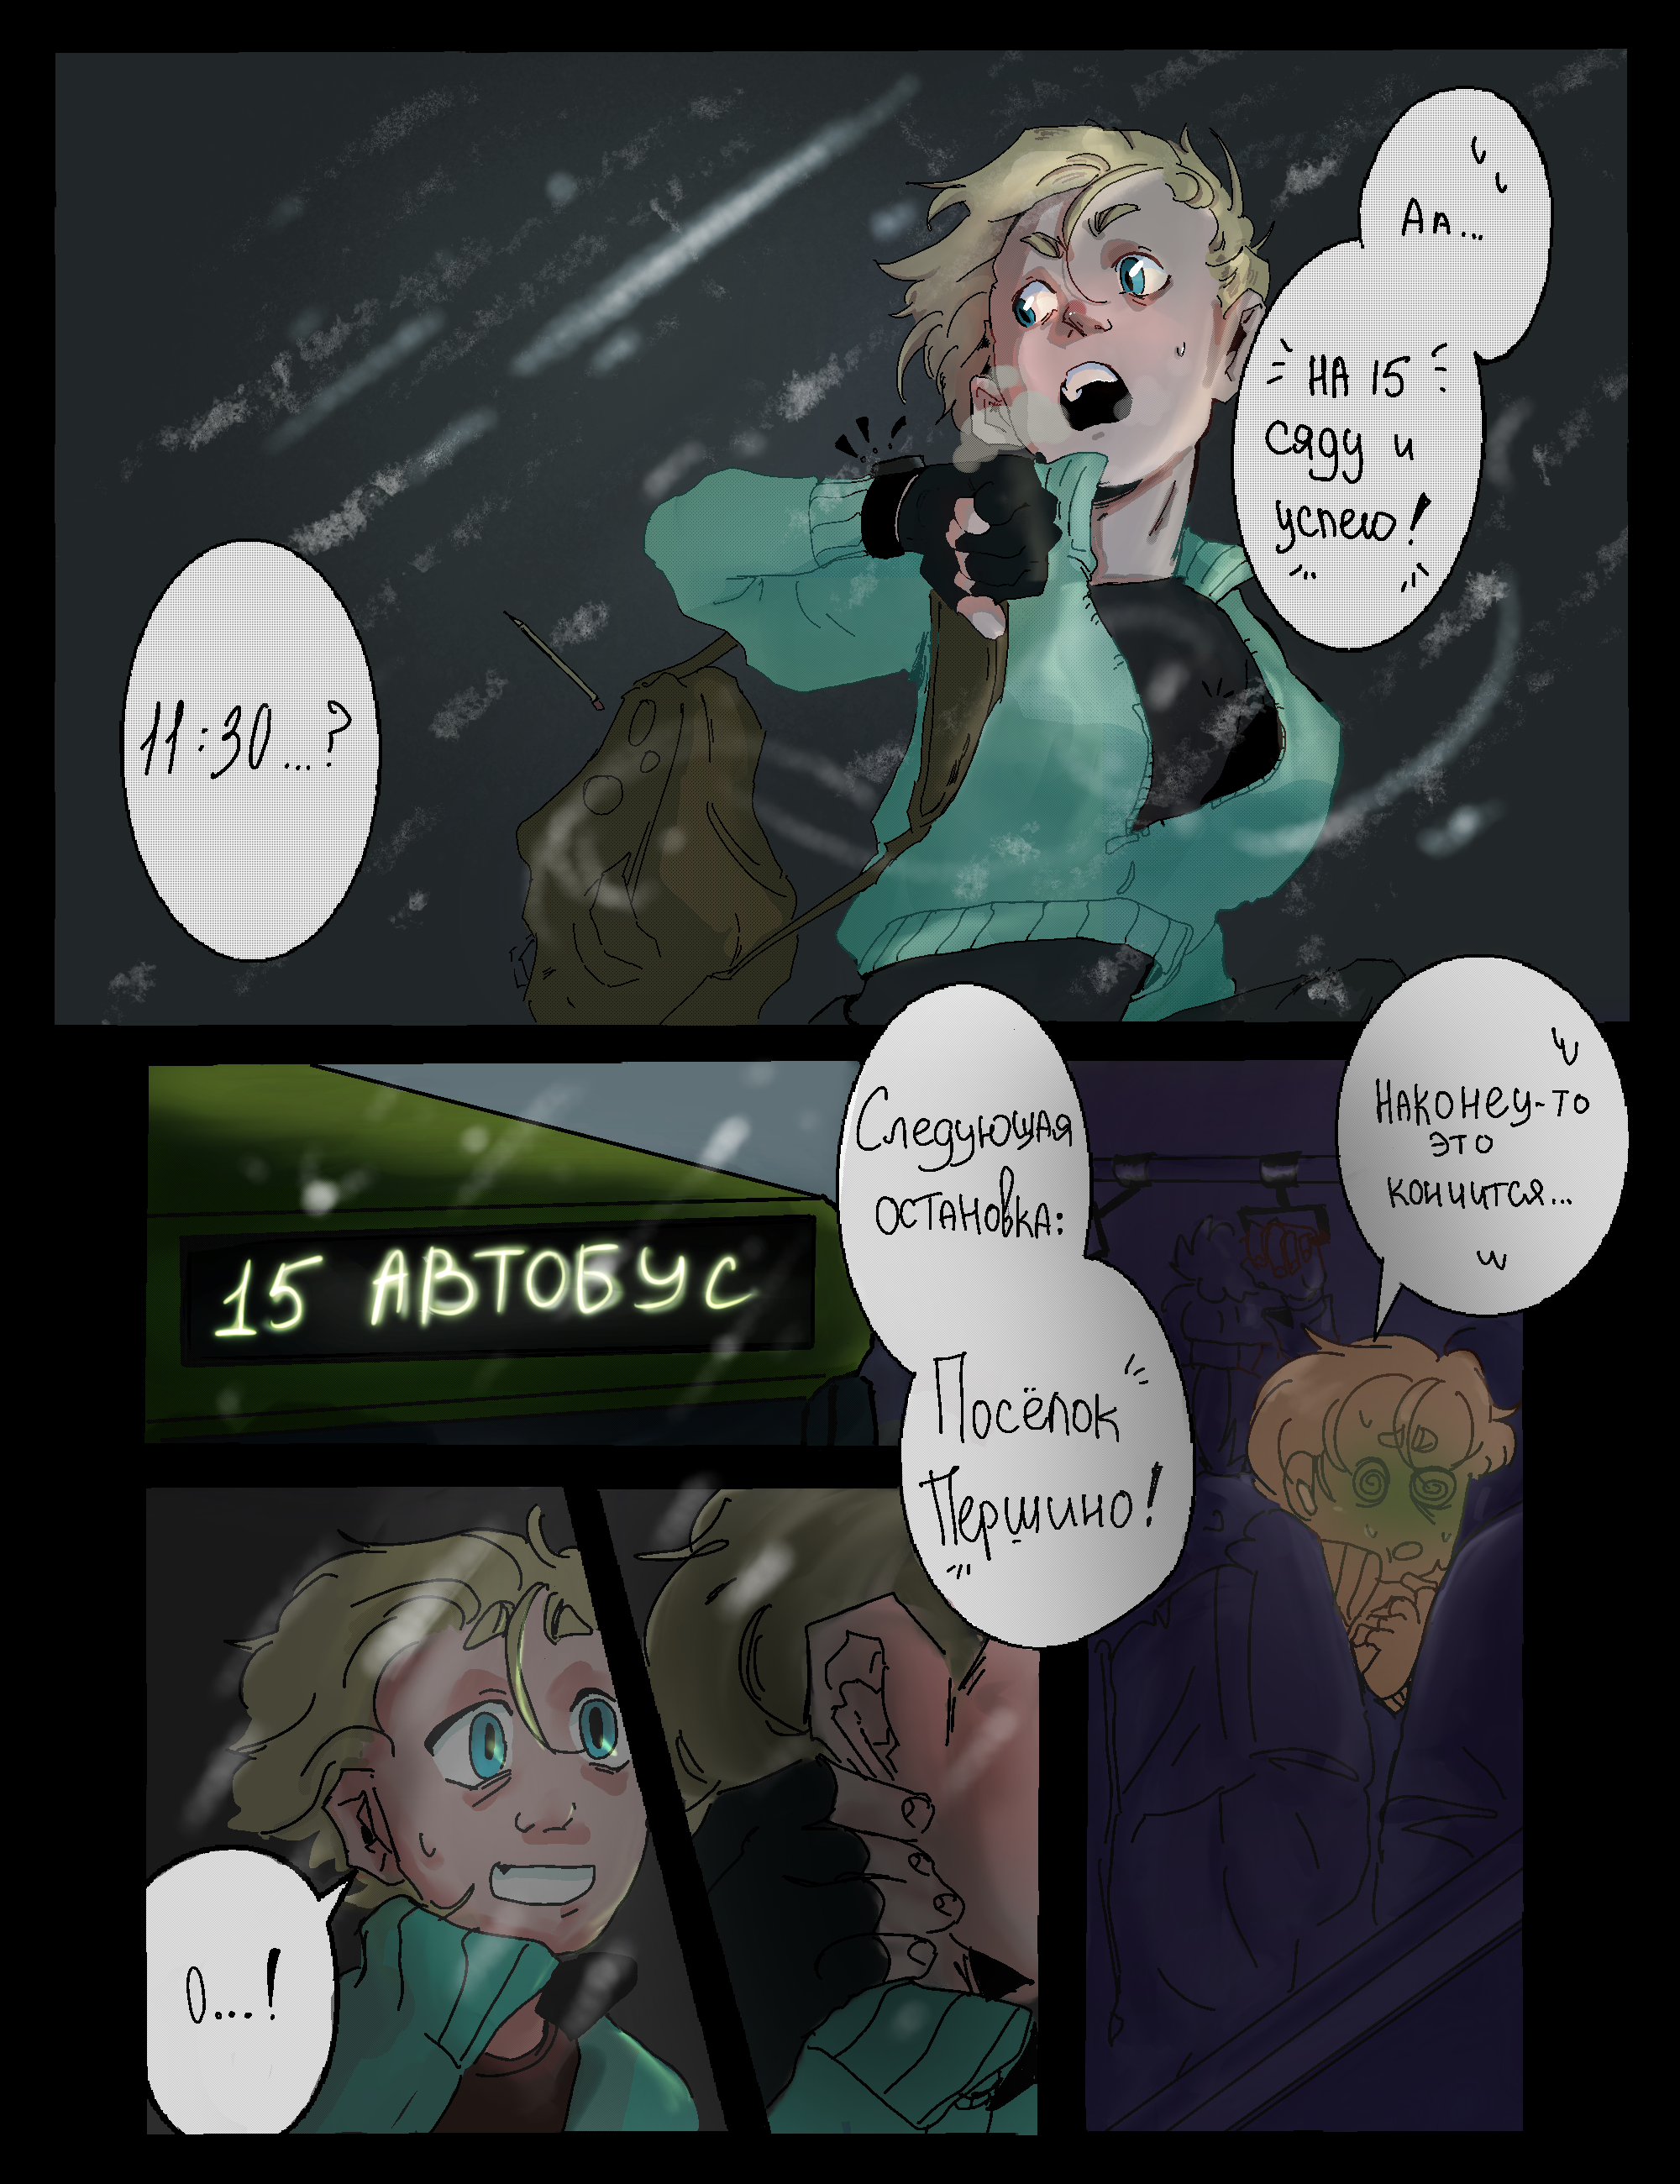 11:30...?
Аа...
НА 15
сяду и
успею!
15 АВТОБУС
Следующая
остановка:
Посёлок
Першино!
Наконец-то
это
кончится...
О...!